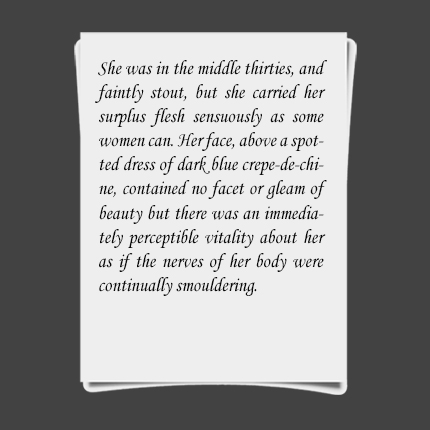 She was in the middle thirties, and
faintly stout, but she carried her
surplus flesh sensuously as some
women can. Her face, above a spot-
ted dress of dark blue crepe-de-chi-
ne, contained no facet or gleam of
beauty but there was an immedia-
tely perceptible vitality about her
as if the nerves of her body were
continually smouldering.